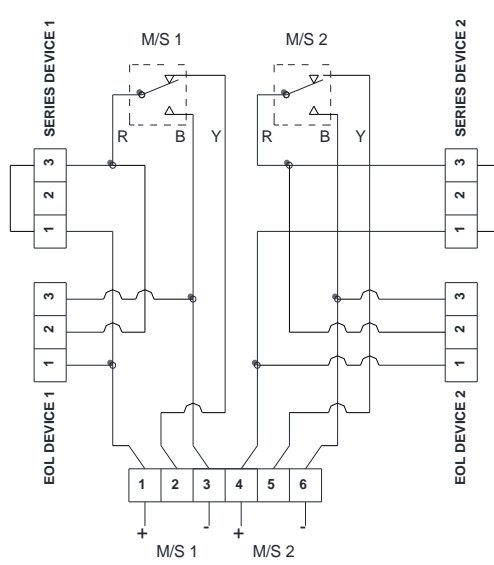 SERIES DEVICE 1
M/S 1
M/S 2
SERIES DEVICE 2
R B Y
R B Y
3
2
1
3
2
1
3
2
1
3
2
1
EOL DEVICE 1
EOL DEVICE 2
1 2 3 4 5 6
+ - + -
M/S 1 M/S 2